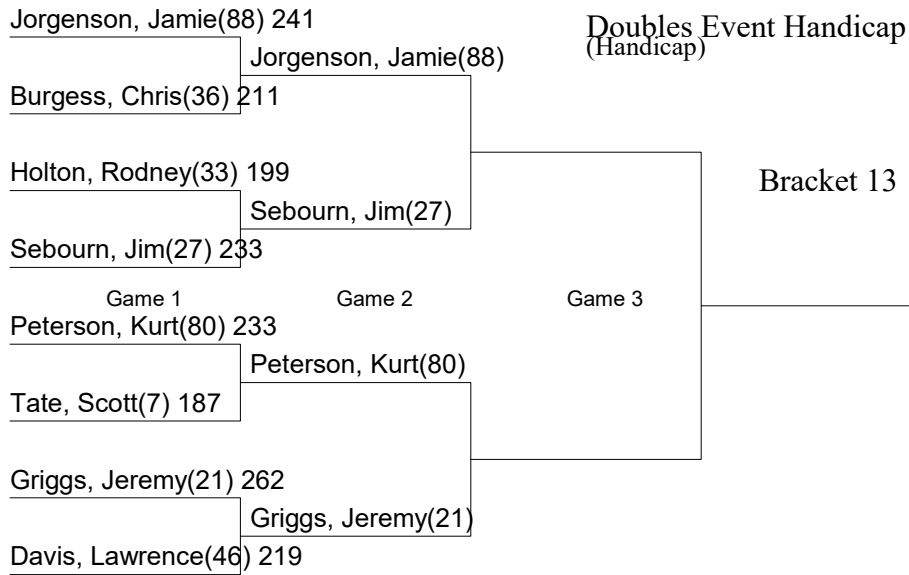 Jorgenson, Jamie(88) 241
Doubles Event Handicap
(Handicap)
Jorgenson, Jamie(88)
Burgess, Chris(36) 211
Holton, Rodney(33) 199
Bracket 13
Sebourn, Jim(27)
Sebourn, Jim(27) 233
Game 1 Game 2 Game 3
Peterson, Kurt(80) 233
Peterson, Kurt(80)
Tate, Scott(7) 187
Griggs, Jeremy(21) 262
Griggs, Jeremy(21)
Davis, Lawrence(46) 219